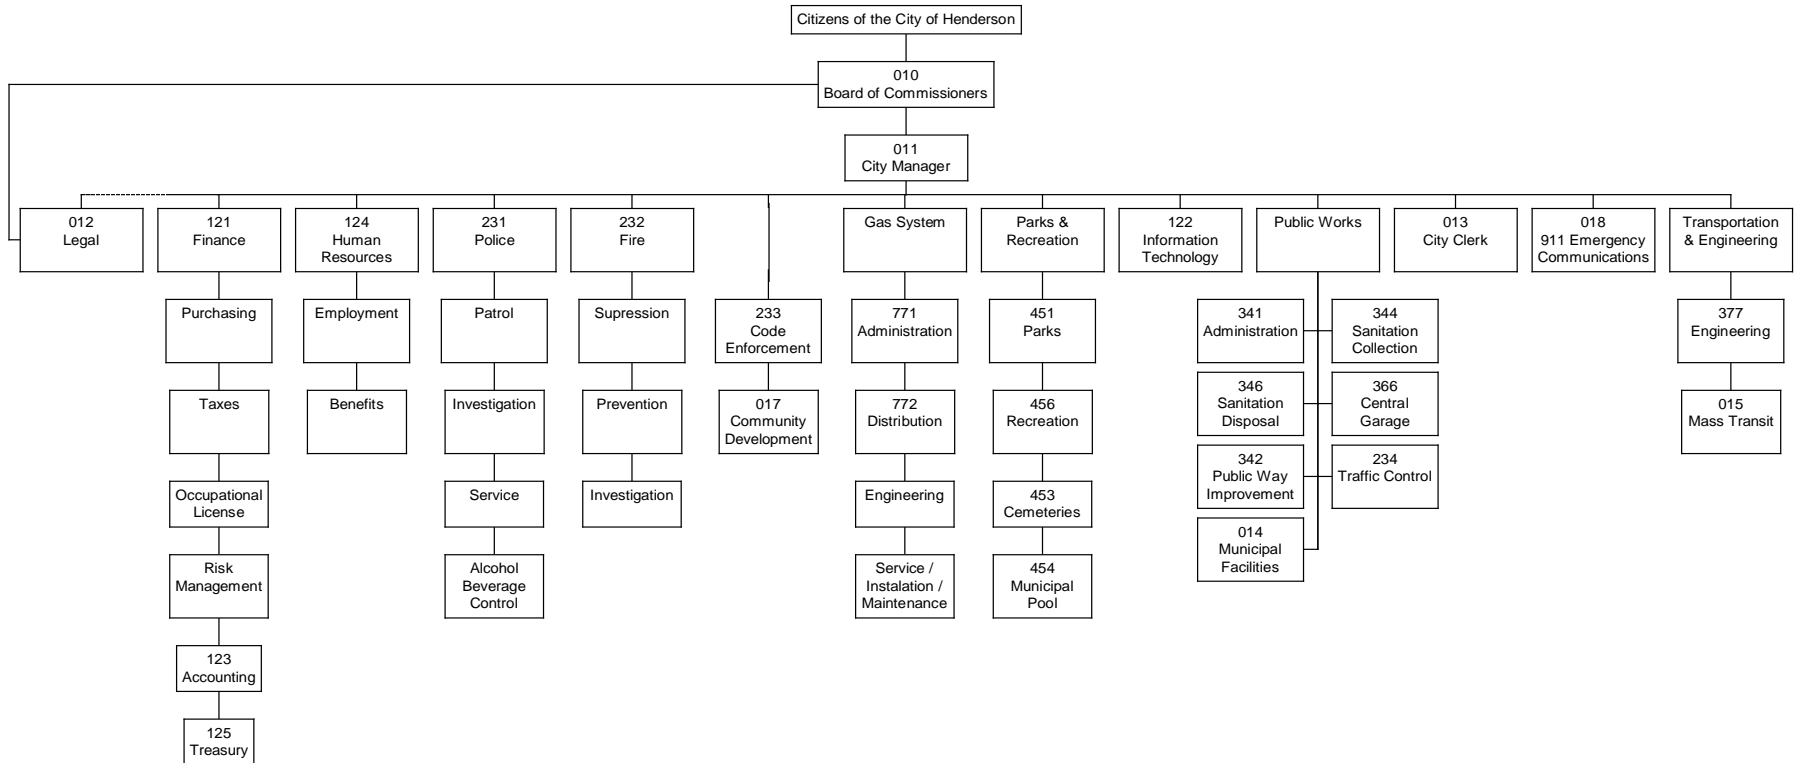 Citizens of the City of Henderson
010
Board of Commissioners
011
City Manager
012
Legal
121
Finance
124
Human
Resources
231
Police
232
Fire
Gas System
Parks &
Recreation
122
Information
Technology
Public Works
013
City Clerk
018
911 Emergency
Communications
Transportation
& Engineering
Purchasing
Employment
Patrol
Supression
233
Code
Enforcement
771
Administration
451
Parks
341
Administration
344
Sanitation
Collection
377
Engineering
Taxes
Benefits
Investigation
Prevention
017
Community
Development
772
Distribution
456
Recreation
346
Sanitation
Disposal
366
Central
Garage
015
Mass Transit
342
Public Way
Improvement
234
Traffic Control
Occupational
License
Service
Investigation
Engineering
453
Cemeteries
014
Municipal
Facilities
Risk
Management
Alcohol
Beverage
Control
Service /
Instalation /
Maintenance
454
Municipal
Pool
123
Accounting
125
Treasury